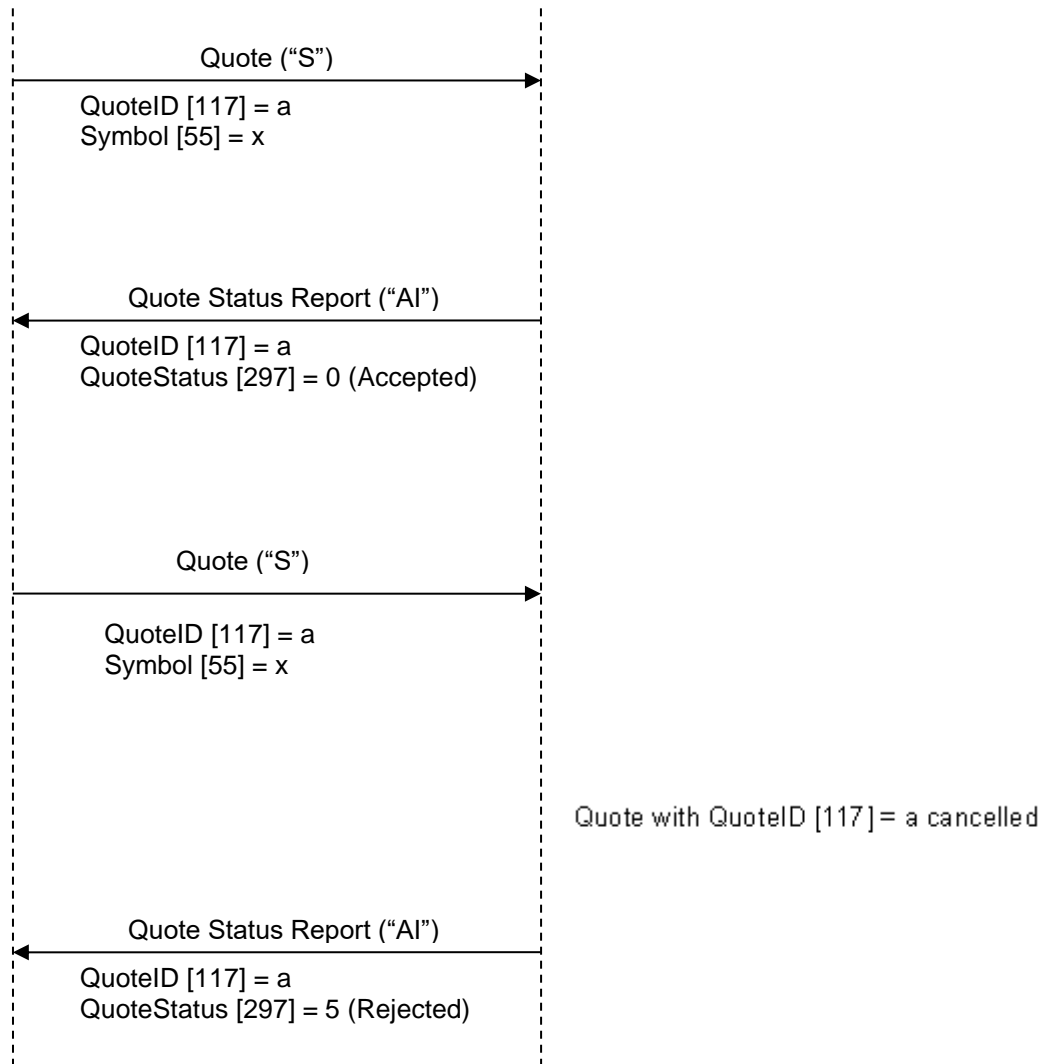 Quote (“S”)
QuoteID [117] = a
Symbol [55] = x
Quote Status Report (“AI”)
QuoteID [117] = a
QuoteStatus [297] = 0 (Accepted)
Quote (“S”)
QuoteID [117] = a
Symbol [55] = x
Quote with QuoteID [117] = a cancelled
Quote Status Report (“AI”)
QuoteID [117] = a
QuoteStatus [297] = 5 (Rejected)